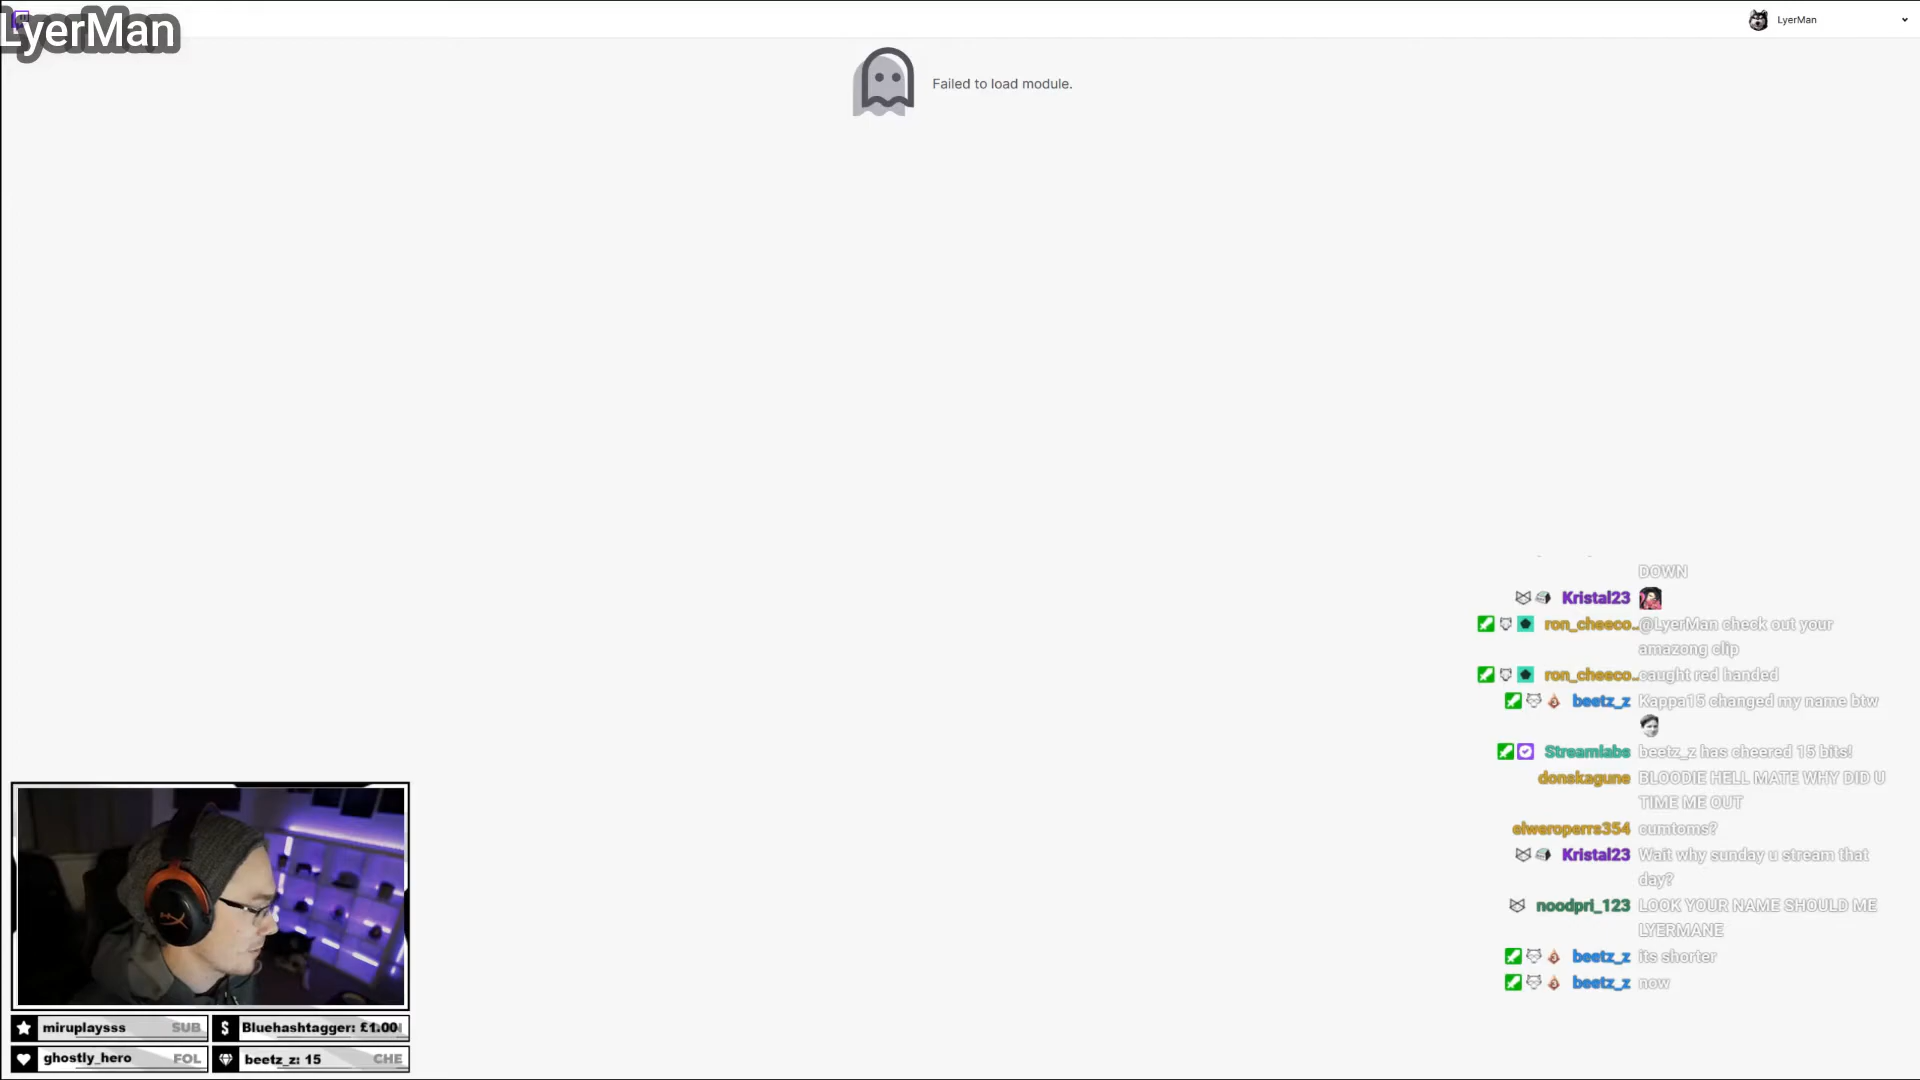 LyerMan
LyerMan
Failed to load module.
DOWN
Kristal23
ron_cheeco.. @LyerMan check out your
amazong clip
ron_cheeco.. caught red handed
beetz_z Kappa15 changed my name btw
Streamlabs beetz_z has cheered 15 bits!
donskagune BLOODIE HELL MATE WHY DID U
TIME ME OUT
elweroperrs354 cumtoms?
Kristal23 Wait why sunday u stream that
day?
noodpri_123 LOOK YOUR NAME SHOULD ME
LYERMANE
beetz_z its shorter
beetz_z now
miruplaysss SUB
$ Bluehashtagger: £1.00
ghostly_hero FOL
beetz_z: 15 CHE